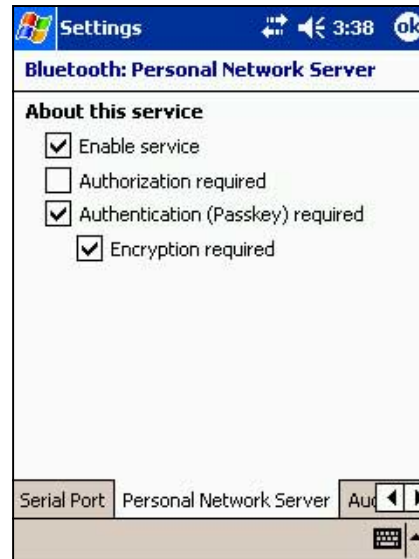 Settings 3:38 ok
Bluetooth: Personal Network Server
About this service
Enable service
Authorization required
Authentication (Passkey) required
Encryption required
Serial Port Personal Network Server